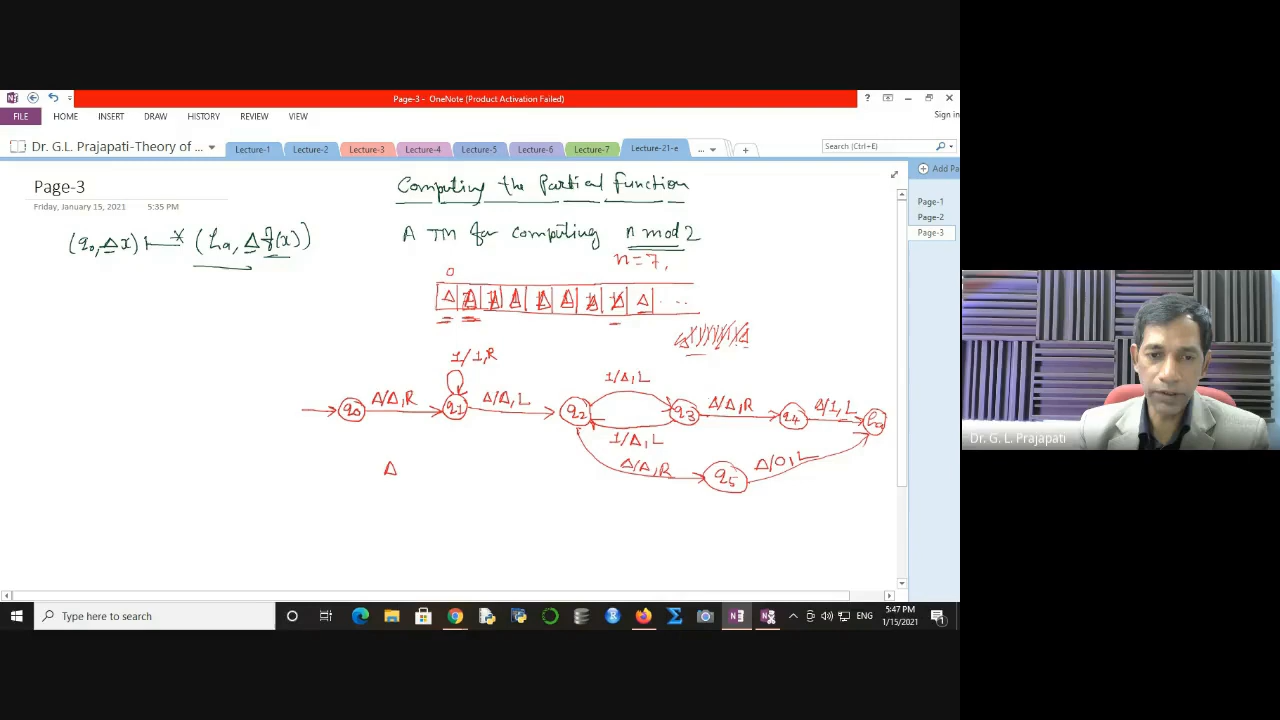 Page-3 - OneNote (Product Activation Failed)
?
FILE HOME INSERT DRAW HISTORY REVIEW VIEW
Sign in
Dr. G.L. Prajapati-Theory of ... Lecture-1 Lecture-2 Lecture-3 Lecture-4 Lecture-5 Lecture-6 Lecture-7 Lecture-21-e ... + Search (Ctrl+E)
Add Pa
Page-1
Page-2
Page-3
Page-3
Friday, January 15, 2021 5:35 PM
Computing the Partial function
(q0, Δx) ⊢* (ha, Δ f(x))
A TM for computing n mod 2
n = 7,
0
Δ Δ Δ Δ Δ Δ Δ Δ Δ ...
1/1,R
q0 Δ/Δ,R q1 Δ/Δ,L q2 1/Δ,L q3 Δ/Δ,R q4 Δ/1,L ha
1/Δ,L
Δ/Δ,R q5 Δ/0,L
Δ
Dr. G. L. Prajapati
Type here to search
ENG
5:47 PM
1/15/2021
1